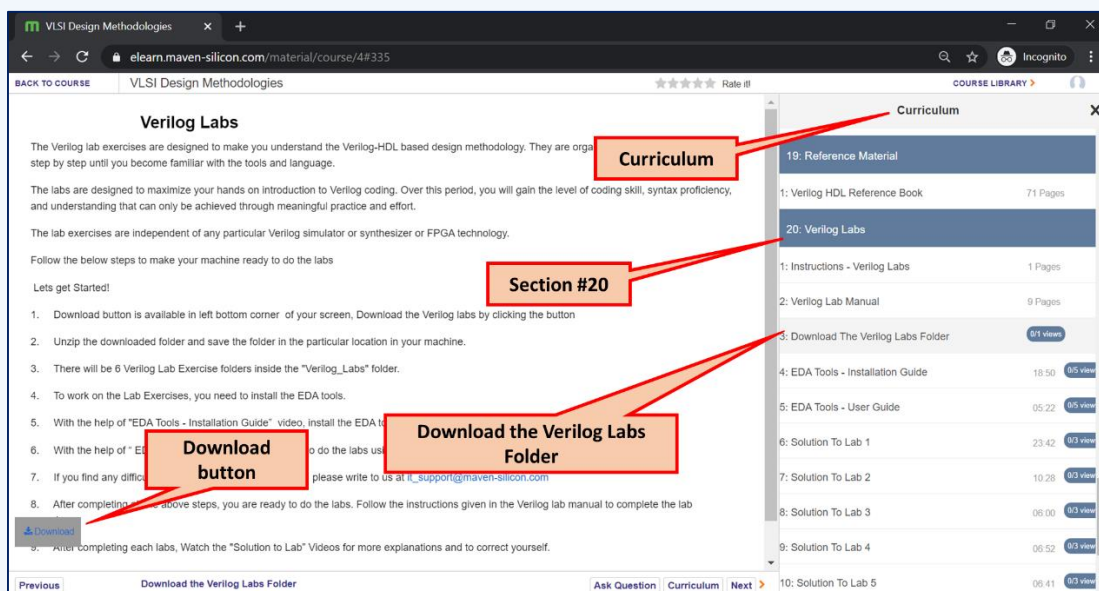 VLSI Design Methodologies
elearn.maven-silicon.com/material/course/4#335
Incognito
BACK TO COURSE
VLSI Design Methodologies
Rate it!
COURSE LIBRARY >
Verilog Labs
The Verilog lab exercises are designed to make you understand the Verilog-HDL based design methodology. They are orga
step by step until you become familiar with the tools and language.
The labs are designed to maximize your hands on introduction to Verilog coding. Over this period, you will gain the level of coding skill, syntax proficiency,
and understanding that can only be achieved through meaningful practice and effort.
The lab exercises are independent of any particular Verilog simulator or synthesizer or FPGA technology.
Follow the below steps to make your machine ready to do the labs
Lets get Started!
1. Download button is available in left bottom corner of your screen, Download the Verilog labs by clicking the button
2. Unzip the downloaded folder and save the folder in the particular location in your machine.
3. There will be 6 Verilog Lab Exercise folders inside the "Verilog_Labs" folder.
4. To work on the Lab Exercises, you need to install the EDA tools.
5. With the help of "EDA Tools - Installation Guide" video, install the EDA to
6. With the help of " ED to do the labs usi
7. If you find any difficu please write to us at it_support@maven-silicon.com
8. After completing above steps, you are ready to do the labs. Follow the instructions given in the Verilog lab manual to complete the lab
9. After completing each labs, Watch the "Solution to Lab" Videos for more explanations and to correct yourself.
Download
Previous
Download the Verilog Labs Folder
Ask Question
Curriculum
Next >
Curriculum
Section #20
Download the Verilog Labs
Folder
Download
button
Curriculum
X
19: Reference Material
1: Verilog HDL Reference Book 71 Pages
20: Verilog Labs
1: Instructions - Verilog Labs 1 Pages
2: Verilog Lab Manual 9 Pages
3: Download The Verilog Labs Folder 0/1 views
4: EDA Tools - Installation Guide 18:50 0/5 view
5: EDA Tools - User Guide 05:22 0/5 view
6: Solution To Lab 1 23:42 0/3 view
7: Solution To Lab 2 10:28 0/3 view
8: Solution To Lab 3 06:00 0/3 view
9: Solution To Lab 4 06:52 0/3 view
10: Solution To Lab 5 06:41 0/3 view